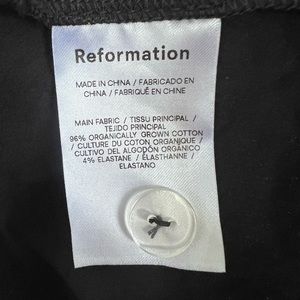 Reformation
MADE IN CHINA / FABRICADO EN
CHINA / FABRIQUÉ EN CHINE
MAIN FABRIC / TISSU PRINCIPAL /
TEJIDO PRINCIPAL
96% ORGANICALLY GROWN COTTON
/ CULTURE DU COTON ORGANIQUE /
CULTIVO DEL ALGODÓN ORGÁNICO
4% ELASTANE / ÉLASTHANNE /
ELASTANO